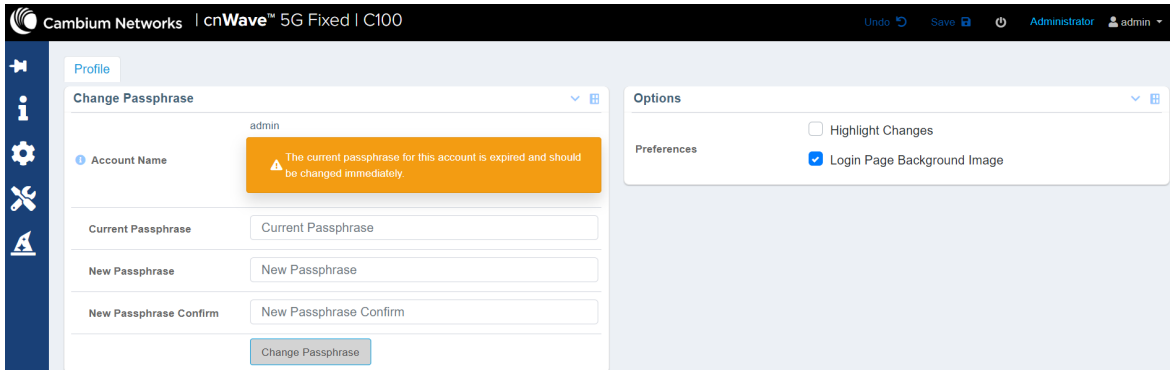 Cambium Networks | cnWave™ 5G Fixed | C100
Undo Save Administrator admin
Profile
Change Passphrase
Account Name
admin
The current passphrase for this account is expired and should
be changed immediately.
Current Passphrase
Current Passphrase
New Passphrase
New Passphrase
New Passphrase Confirm
New Passphrase Confirm
Change Passphrase
Options
Preferences
Highlight Changes
Login Page Background Image